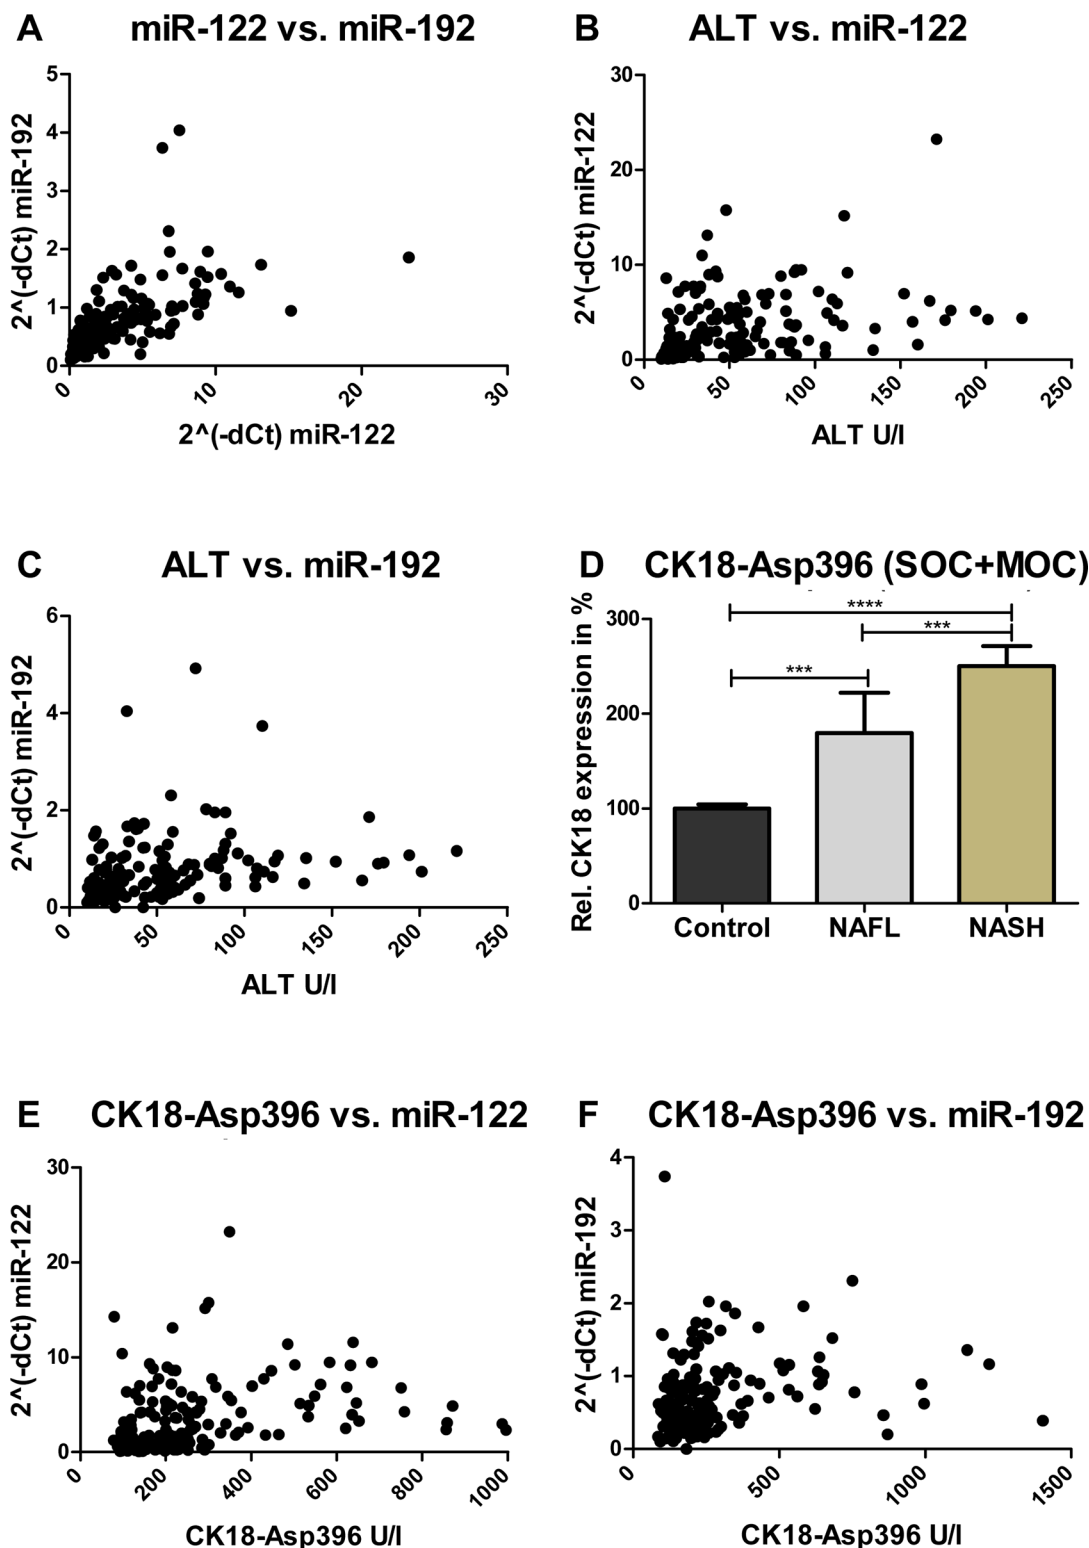 A miR-122 vs. miR-192
5
4
3
2
1
0
2^(-dCt) miR-192
0 10 20 30
2^(-dCt) miR-122
B ALT vs. miR-122
30
20
10
0
2^(-dCt) miR-122
0 50 100 150 200 250
ALT U/l
C ALT vs. miR-192
6
4
2
0
2^(-dCt) miR-192
0 50 100 150 200 250
ALT U/l
D CK18-Asp396 (SOC+MOC)
300
200
100
0
Rel. CK18 expression in %
****
***
***
Control NAFL NASH
E CK18-Asp396 vs. miR-122
30
20
10
0
2^(-dCt) miR-122
0 200 400 600 800 1000
CK18-Asp396 U/l
F CK18-Asp396 vs. miR-192
4
3
2
1
0
2^(-dCt) miR-192
0 500 1000 1500
CK18-Asp396 U/l